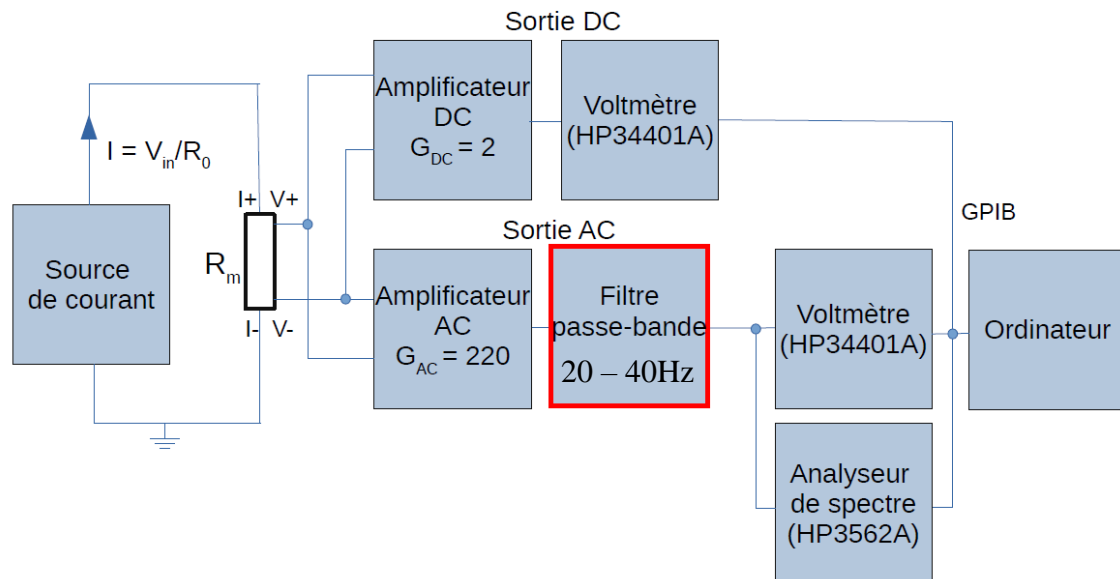 Sortie DC
Amplificateur
DC
G_DC = 2
Voltmètre
(HP34401A)
I = V_in/R_0
I+ V+
R_m
I- V-
Source
de courant
Sortie AC
Amplificateur
AC
G_AC = 220
Filtre
passe-bande
20 – 40Hz
Voltmètre
(HP34401A)
Analyseur
de spectre
(HP3562A)
GPIB
Ordinateur